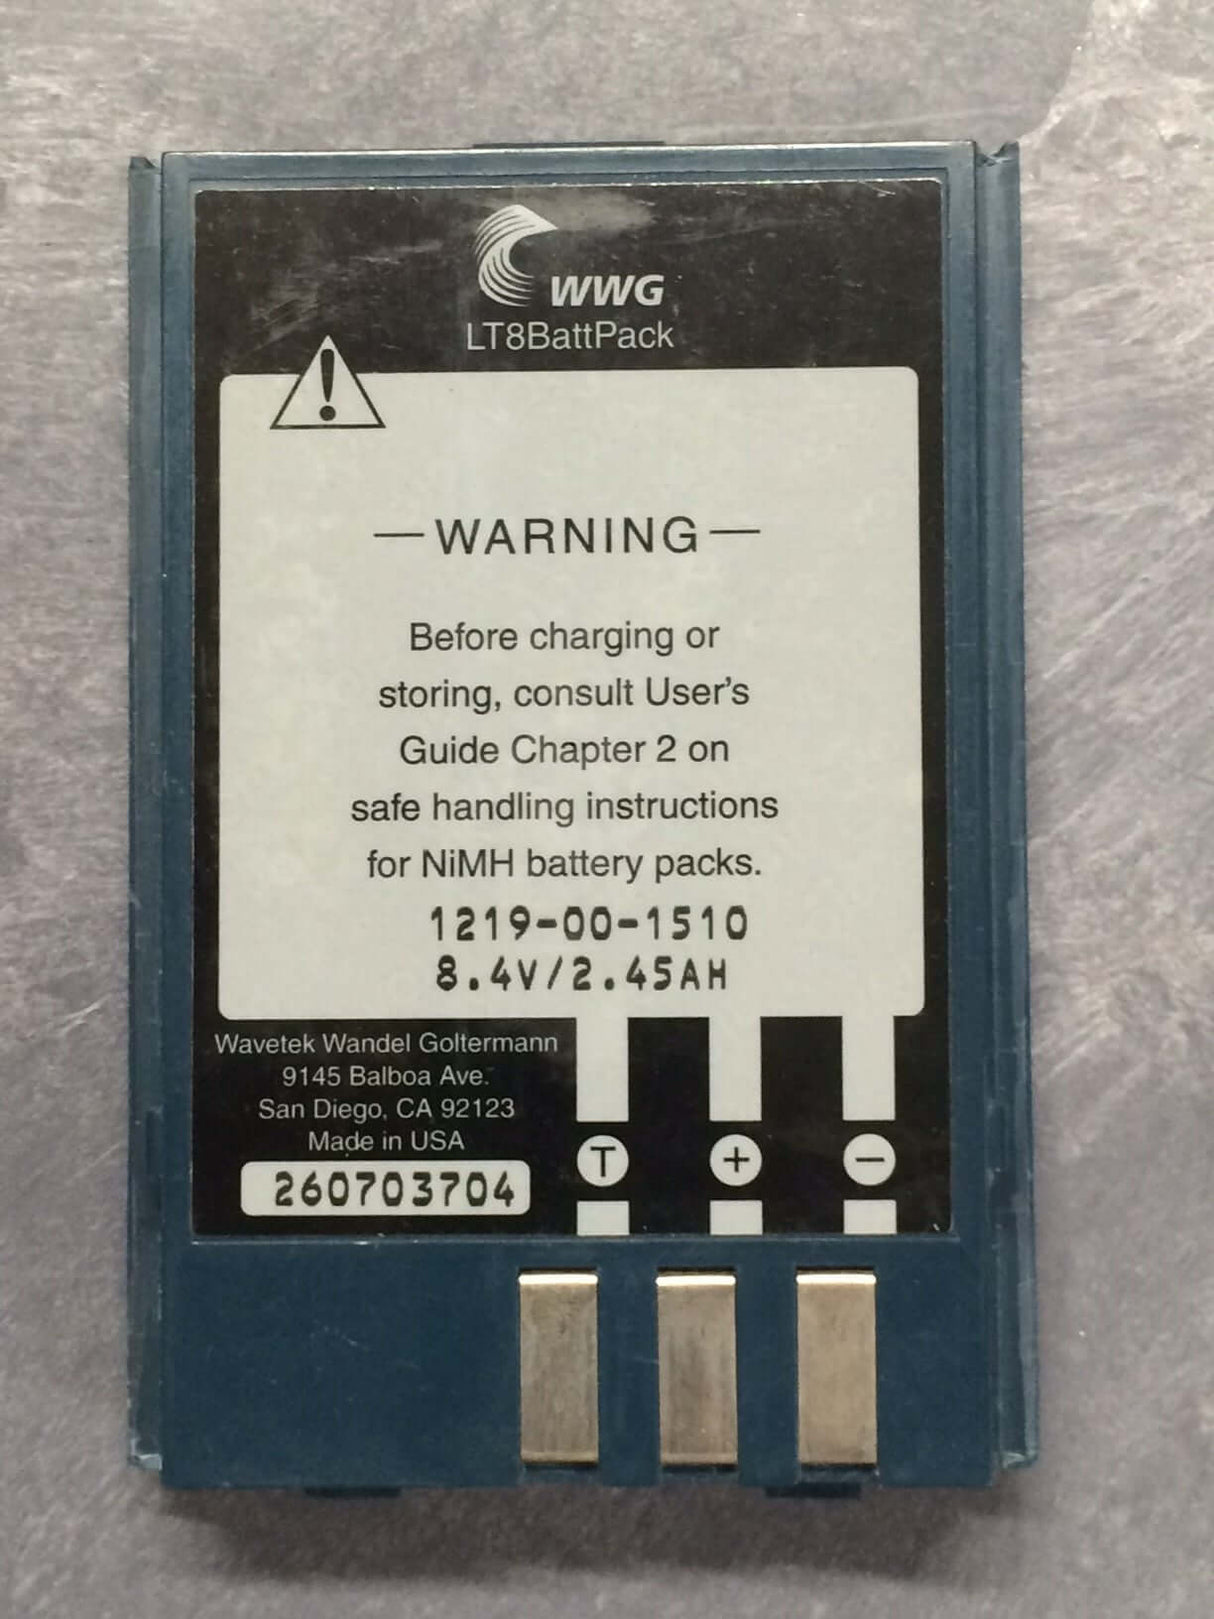 WWG
LT8BattPack
!
—WARNING—
Before charging or
storing, consult User's
Guide Chapter 2 on
safe handling instructions
for NiMH battery packs.
1219-00-1510
8.4V/2.45AH
Wavetek Wandel Goltermann
9145 Balboa Ave.
San Diego, CA 92123
Made in USA
260703704
T + −